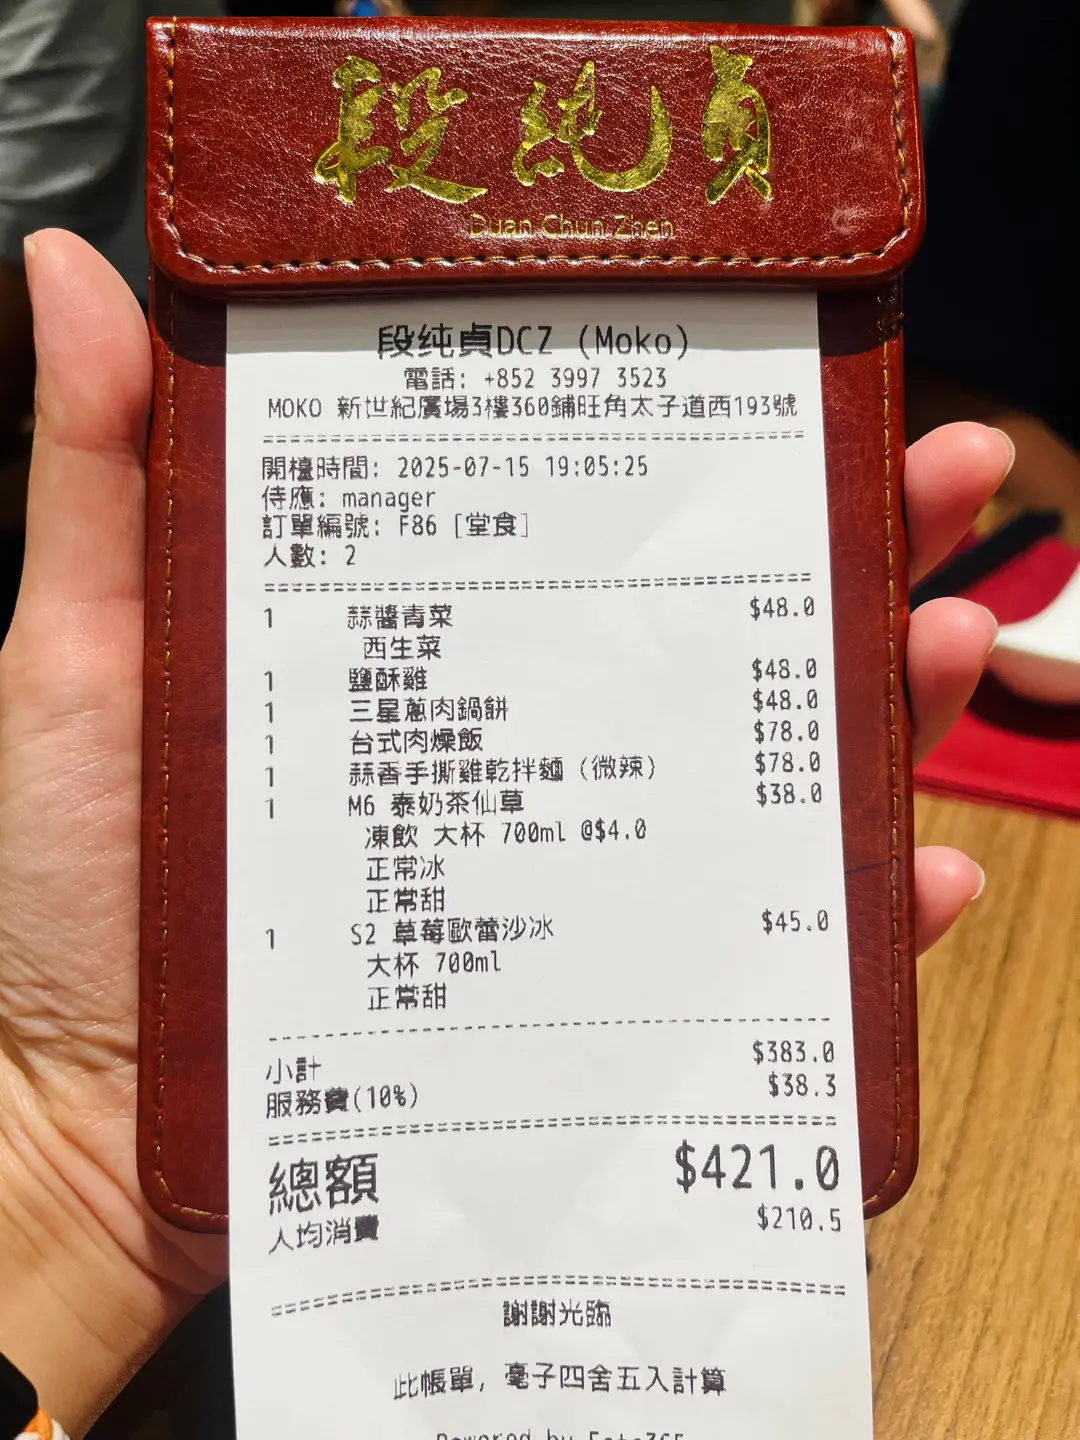 段純貞
Duan Chun Zhen
段纯貞DCZ (Moko)
電話: +852 3997 3523
MOKO 新世紀廣場3樓360鋪旺角太子道西193號
開檯時間: 2025-07-15 19:05:25
侍應: manager
訂單編號: F86 [堂食]
人數: 2
1 蒜醬青菜 $48.0
西生菜
1 鹽酥雞 $48.0
1 三星蔥肉鍋餅 $48.0
1 台式肉燥飯 $78.0
1 蒜香手撕雞乾拌麵 (微辣) $78.0
1 M6 泰奶茶仙草 $38.0
凍飲 大杯 700ml @$4.0
正常冰
正常甜
1 S2 草莓歐蕾沙冰 $45.0
大杯 700ml
正常甜
小計 $383.0
服務費(10%) $38.3
總額 $421.0
人均消費 $210.5
謝謝光臨
此帳單, 毫子四舍五入計算
Powered by